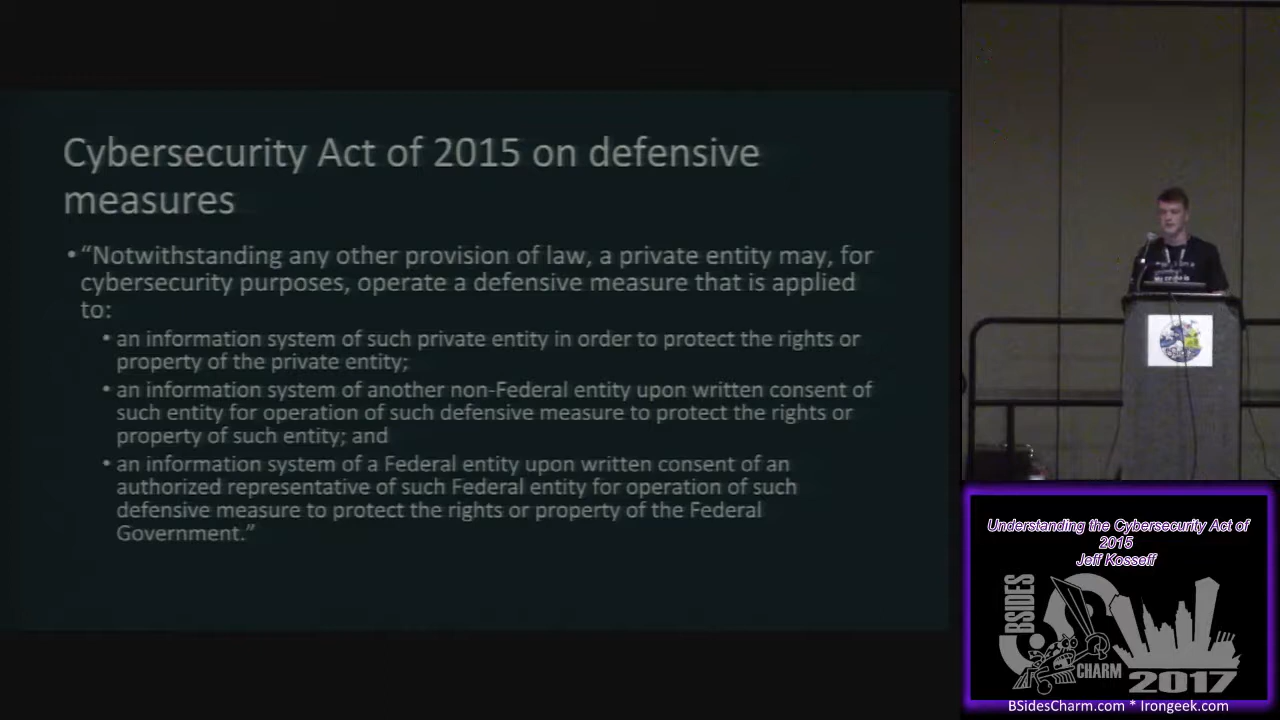 Cybersecurity Act of 2015 on defensive
measures
• “Notwithstanding any other provision of law, a private entity may, for
cybersecurity purposes, operate a defensive measure that is applied
to:
• an information system of such private entity in order to protect the rights or
property of the private entity;
• an information system of another non-Federal entity upon written consent of
such entity for operation of such defensive measure to protect the rights or
property of such entity; and
• an information system of a Federal entity upon written consent of an
authorized representative of such Federal entity for operation of such
defensive measure to protect the rights or property of the Federal
Government.”
Understanding the Cybersecurity Act of
2015
Jeff Kosseff
BSIDES
CHARM
2017
BSidesCharm.com * Irongeek.com